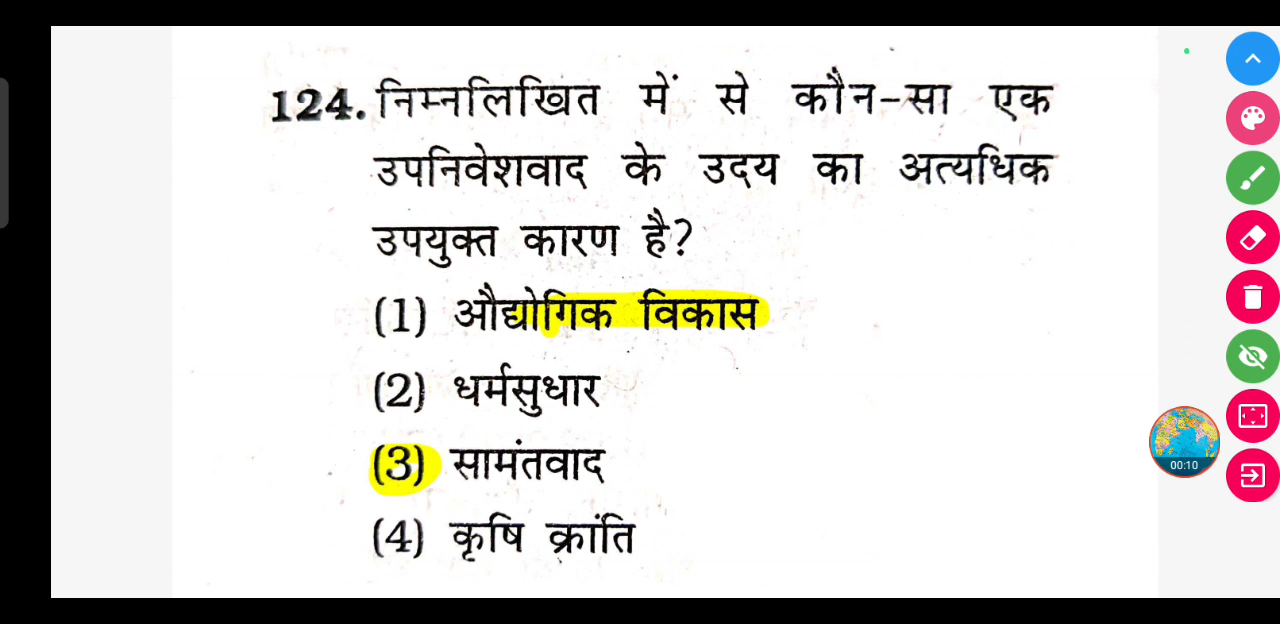 124. निम्नलिखित में से कौन-सा एक
उपनिवेशवाद के उदय का अत्यधिक
उपयुक्त कारण है?
(1) औद्योगिक विकास
(2) धर्मसुधार
(3) सामंतवाद
(4) कृषि क्रांति
00:10